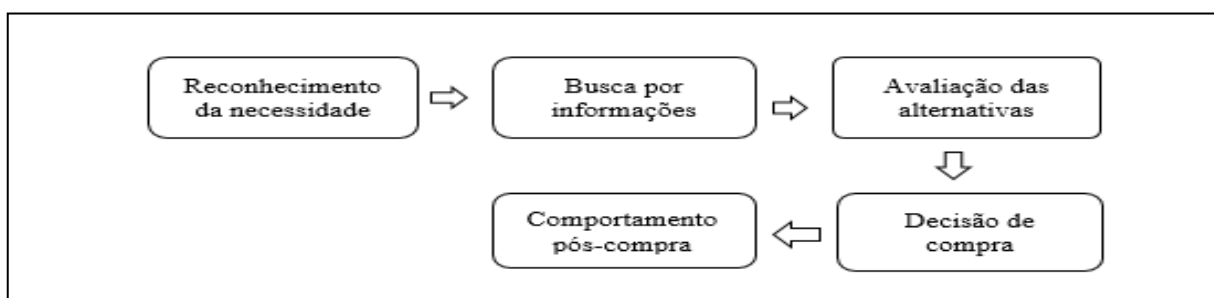 Reconhecimento
da necessidade
Busca por
informações
Avaliação das
alternativas
Decisão de
compra
Comportamento
pós-compra